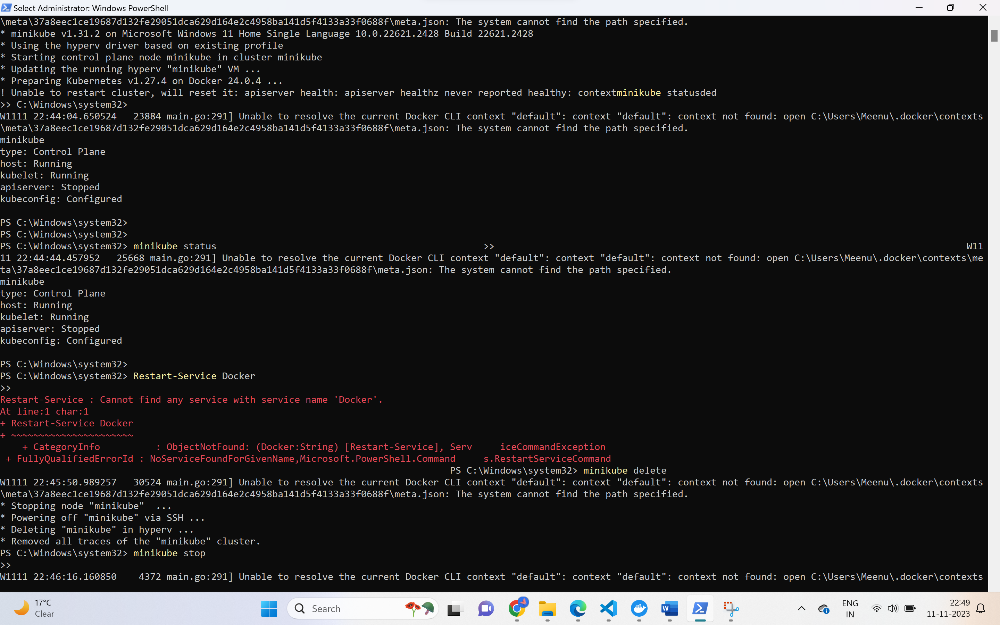 Select Administrator: Windows PowerShell
\meta\37a8eec1ce19687d132fe29051dca629d164e2c4958ba141d5f4133a33f0688f\meta.json: The system cannot find the path specified.
* minikube v1.31.2 on Microsoft Windows 11 Home Single Language 10.0.22621.2428 Build 22621.2428
* Using the hyperv driver based on existing profile
* Starting control plane node minikube in cluster minikube
* Updating the running hyperv "minikube" VM ...
* Preparing Kubernetes v1.27.4 on Docker 24.0.4 ...
! Unable to restart cluster, will reset it: apiserver health: apiserver healthz never reported healthy: contextminikube statusded
>> C:\Windows\system32>
W1111 22:44:04.650524   23884 main.go:291] Unable to resolve the current Docker CLI context "default": context "default": context not found: open C:\Users\Meenu\.docker\contexts
\meta\37a8eec1ce19687d132fe29051dca629d164e2c4958ba141d5f4133a33f0688f\meta.json: The system cannot find the path specified.
minikube
type: Control Plane
host: Running
kubelet: Running
apiserver: Stopped
kubeconfig: Configured
PS C:\Windows\system32>
PS C:\Windows\system32>
PS C:\Windows\system32> minikube status >> W11
11 22:44:44.457952   25668 main.go:291] Unable to resolve the current Docker CLI context "default": context "default": context not found: open C:\Users\Meenu\.docker\contexts\me
ta\37a8eec1ce19687d132fe29051dca629d164e2c4958ba141d5f4133a33f0688f\meta.json: The system cannot find the path specified.
minikube
type: Control Plane
host: Running
kubelet: Running
apiserver: Stopped
kubeconfig: Configured
PS C:\Windows\system32>
PS C:\Windows\system32> Restart-Service Docker
>>
Restart-Service : Cannot find any service with service name 'Docker'.
At line:1 char:1
+ Restart-Service Docker
+ ~~~~~~~~~~~~~~~~~~~~~~
    + CategoryInfo          : ObjectNotFound: (Docker:String) [Restart-Service], Serv     iceCommandException
 + FullyQualifiedErrorId : NoServiceFoundForGivenName,Microsoft.PowerShell.Command     s.RestartServiceCommand
PS C:\Windows\system32> minikube delete
W1111 22:45:50.989257   30524 main.go:291] Unable to resolve the current Docker CLI context "default": context "default": context not found: open C:\Users\Meenu\.docker\contexts
\meta\37a8eec1ce19687d132fe29051dca629d164e2c4958ba141d5f4133a33f0688f\meta.json: The system cannot find the path specified.
* Stopping node "minikube"  ...
* Powering off "minikube" via SSH ...
* Deleting "minikube" in hyperv ...
* Removed all traces of the "minikube" cluster.
PS C:\Windows\system32> minikube stop
>>
W1111 22:46:16.160850    4372 main.go:291] Unable to resolve the current Docker CLI context "default": context "default": context not found: open C:\Users\Meenu\.docker\contexts
17°C
Clear
Search
W
ENG
IN
22:49
11-11-2023